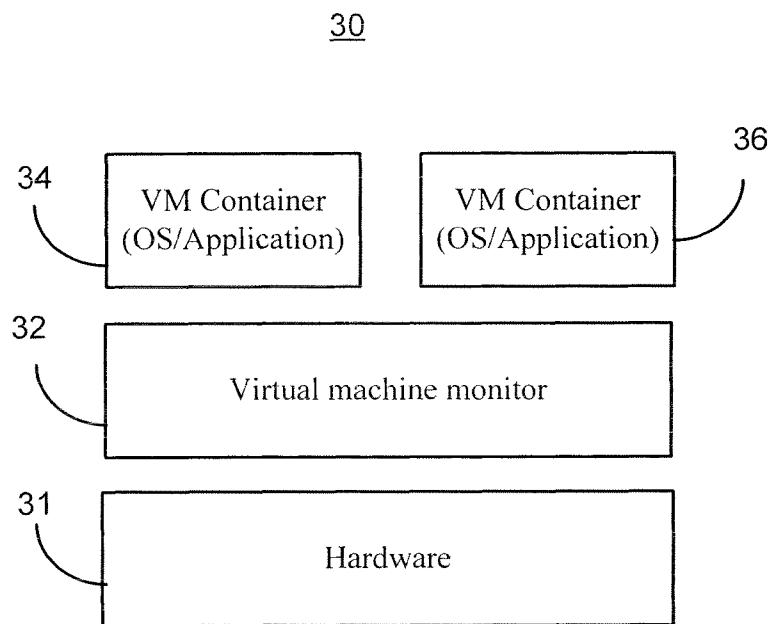 30
34
VM Container
(OS/Application)
VM Container
(OS/Application)
36
32
Virtual machine monitor
31
Hardware